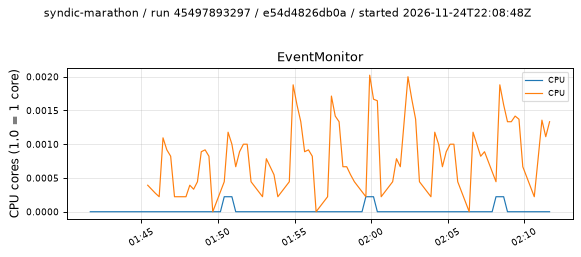 syndic-marathon / run 45497893297 / e54d4826db0a / started 2026-11-24T22:08:48Z
EventMonitor
CPU cores (1.0 = 1 core)
0.0020
0.0015
0.0010
0.0005
0.0000
CPU
CPU
01:45
01:50
01:55
02:00
02:05
02:10